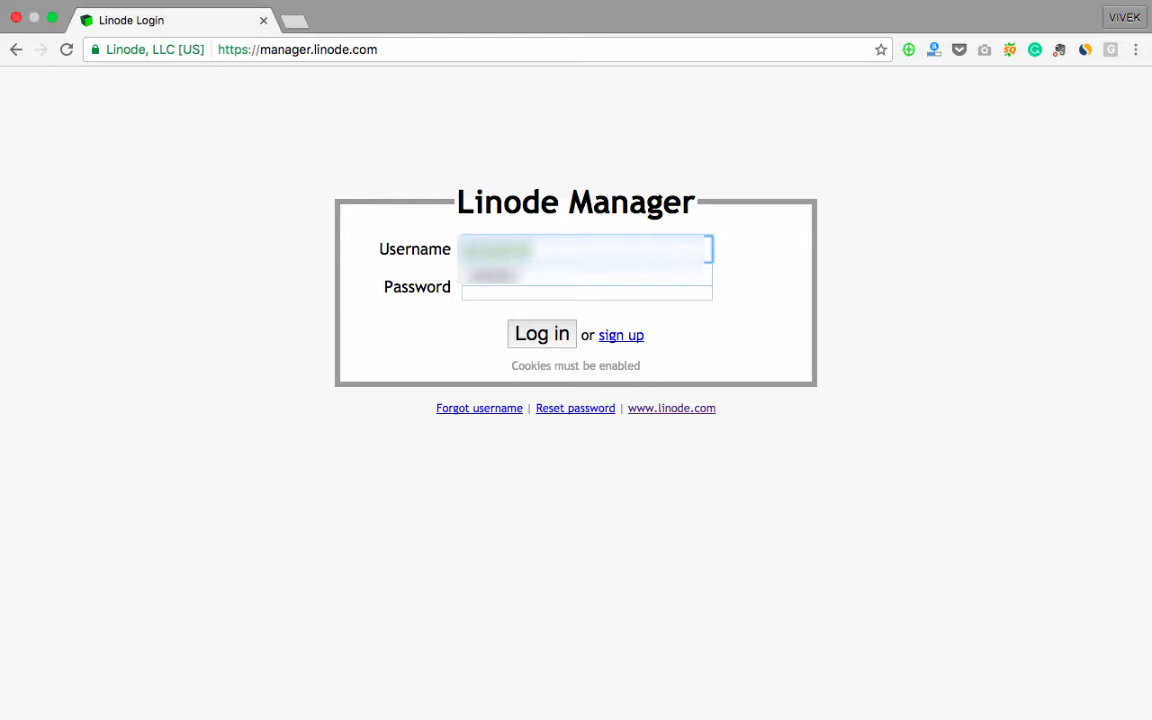 Linode Login
VIVEK
Linode, LLC [US] https://manager.linode.com
Linode Manager
Username
Password
Log in or sign up
Cookies must be enabled
Forgot username | Reset password | www.linode.com